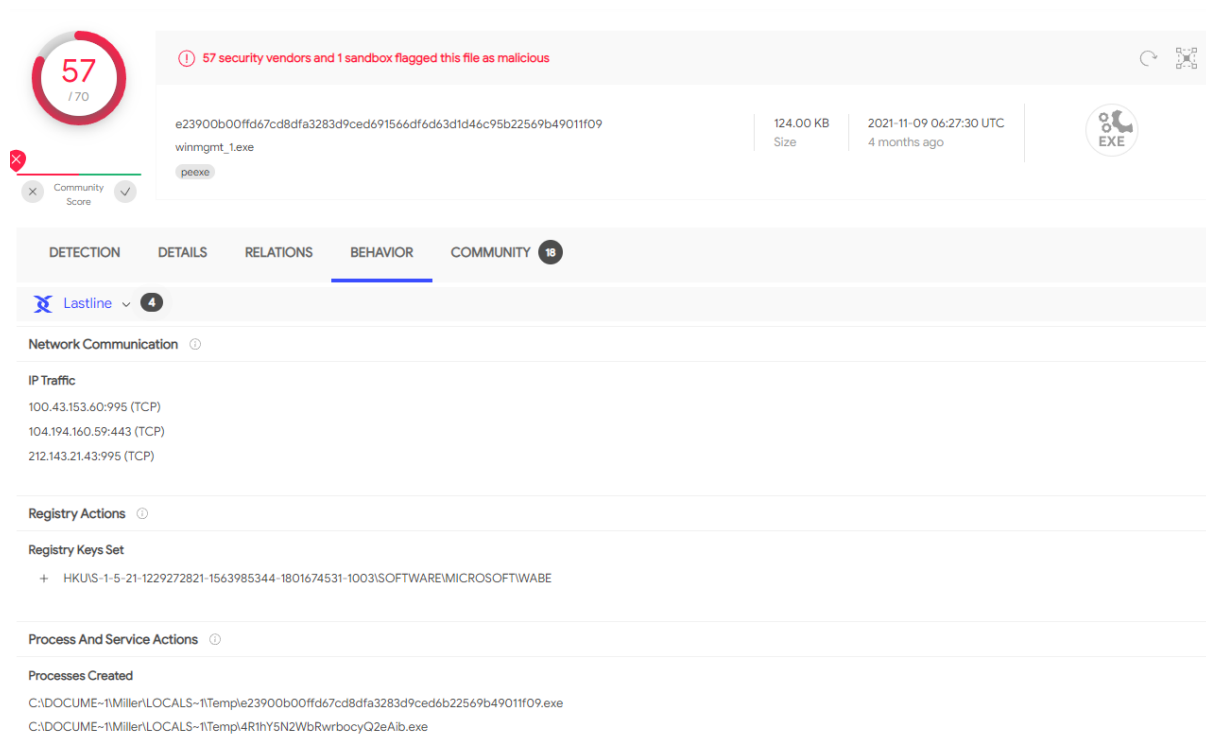 57
/ 70
57 security vendors and 1 sandbox flagged this file as malicious
e23900b00ffd67cd8dfa3283d9ced691566df6d63d1d46c95b22569b49011f09
winmgmt_1.exe
peexe
124.00 KB
Size
2021-11-09 06:27:30 UTC
4 months ago
EXE
Community
Score
DETECTION DETAILS RELATIONS BEHAVIOR COMMUNITY 18
Lastline 4
Network Communication
IP Traffic
100.43.153.60:995 (TCP)
104.194.160.59:443 (TCP)
212.143.21.43:995 (TCP)
Registry Actions
Registry Keys Set
+ HKU\S-1-5-21-1229272821-1563985344-1801674531-1003\SOFTWARE\MICROSOFT\WABE
Process And Service Actions
Processes Created
C:\DOCUME~1\Miller\LOCALS~1\Temp\e23900b00ffd67cd8dfa3283d9ced6b22569b49011f09.exe
C:\DOCUME~1\Miller\LOCALS~1\Temp\4R1hY5N2WbRwrbocyQ2eAib.exe